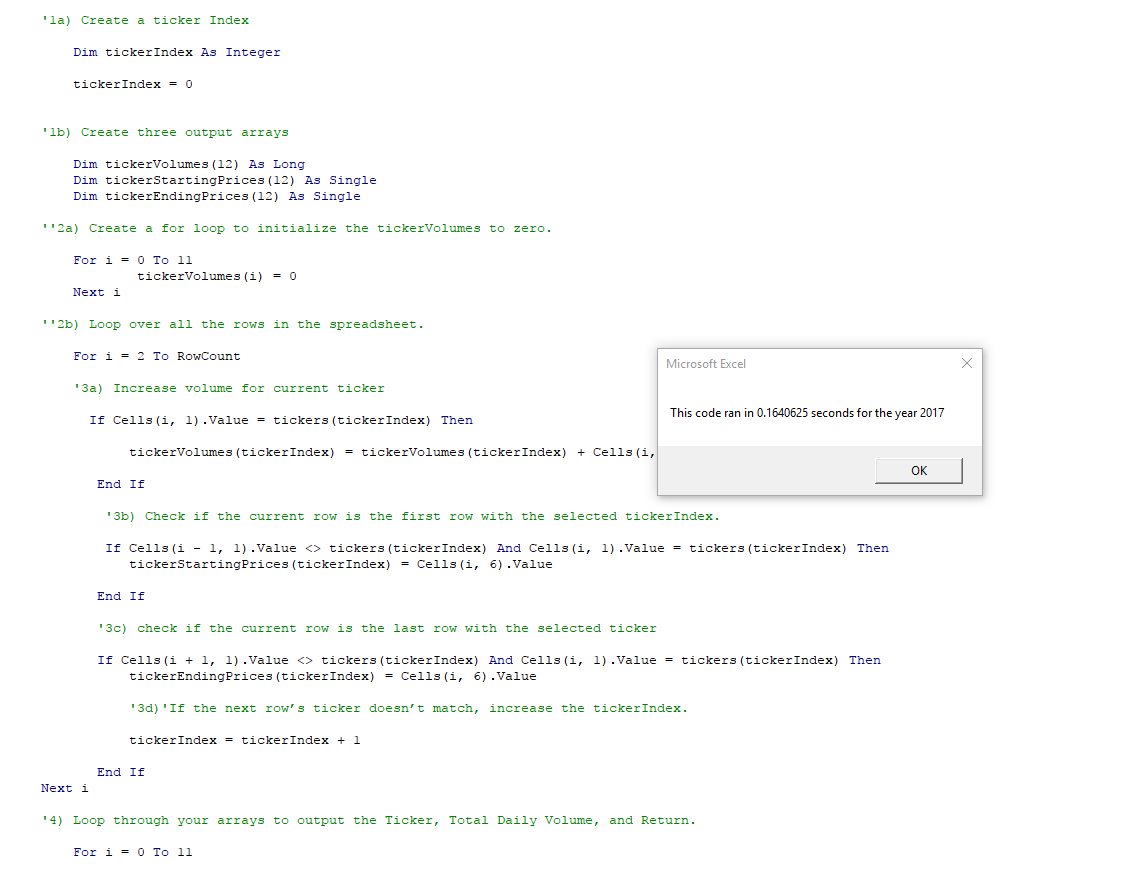 '1a) Create a ticker Index
Dim tickerIndex As Integer
tickerIndex = 0
'1b) Create three output arrays
Dim tickerVolumes(12) As Long
Dim tickerStartingPrices(12) As Single
Dim tickerEndingPrices(12) As Single
''2a) Create a for loop to initialize the tickerVolumes to zero.
For i = 0 To 11
tickerVolumes(i) = 0
Next i
''2b) Loop over all the rows in the spreadsheet.
For i = 2 To RowCount
'3a) Increase volume for current ticker
If Cells(i, 1).Value = tickers(tickerIndex) Then
tickerVolumes(tickerIndex) = tickerVolumes(tickerIndex) + Cells(i,
End If
'3b) Check if the current row is the first row with the selected tickerIndex.
If Cells(i - 1, 1).Value <> tickers(tickerIndex) And Cells(i, 1).Value = tickers(tickerIndex) Then
tickerStartingPrices(tickerIndex) = Cells(i, 6).Value
End If
'3c) check if the current row is the last row with the selected ticker
If Cells(i + 1, 1).Value <> tickers(tickerIndex) And Cells(i, 1).Value = tickers(tickerIndex) Then
tickerEndingPrices(tickerIndex) = Cells(i, 6).Value
'3d)'If the next row’s ticker doesn’t match, increase the tickerIndex.
tickerIndex = tickerIndex + 1
End If
Next i
'4) Loop through your arrays to output the Ticker, Total Daily Volume, and Return.
For i = 0 To 11
Microsoft Excel
This code ran in 0.1640625 seconds for the year 2017
OK